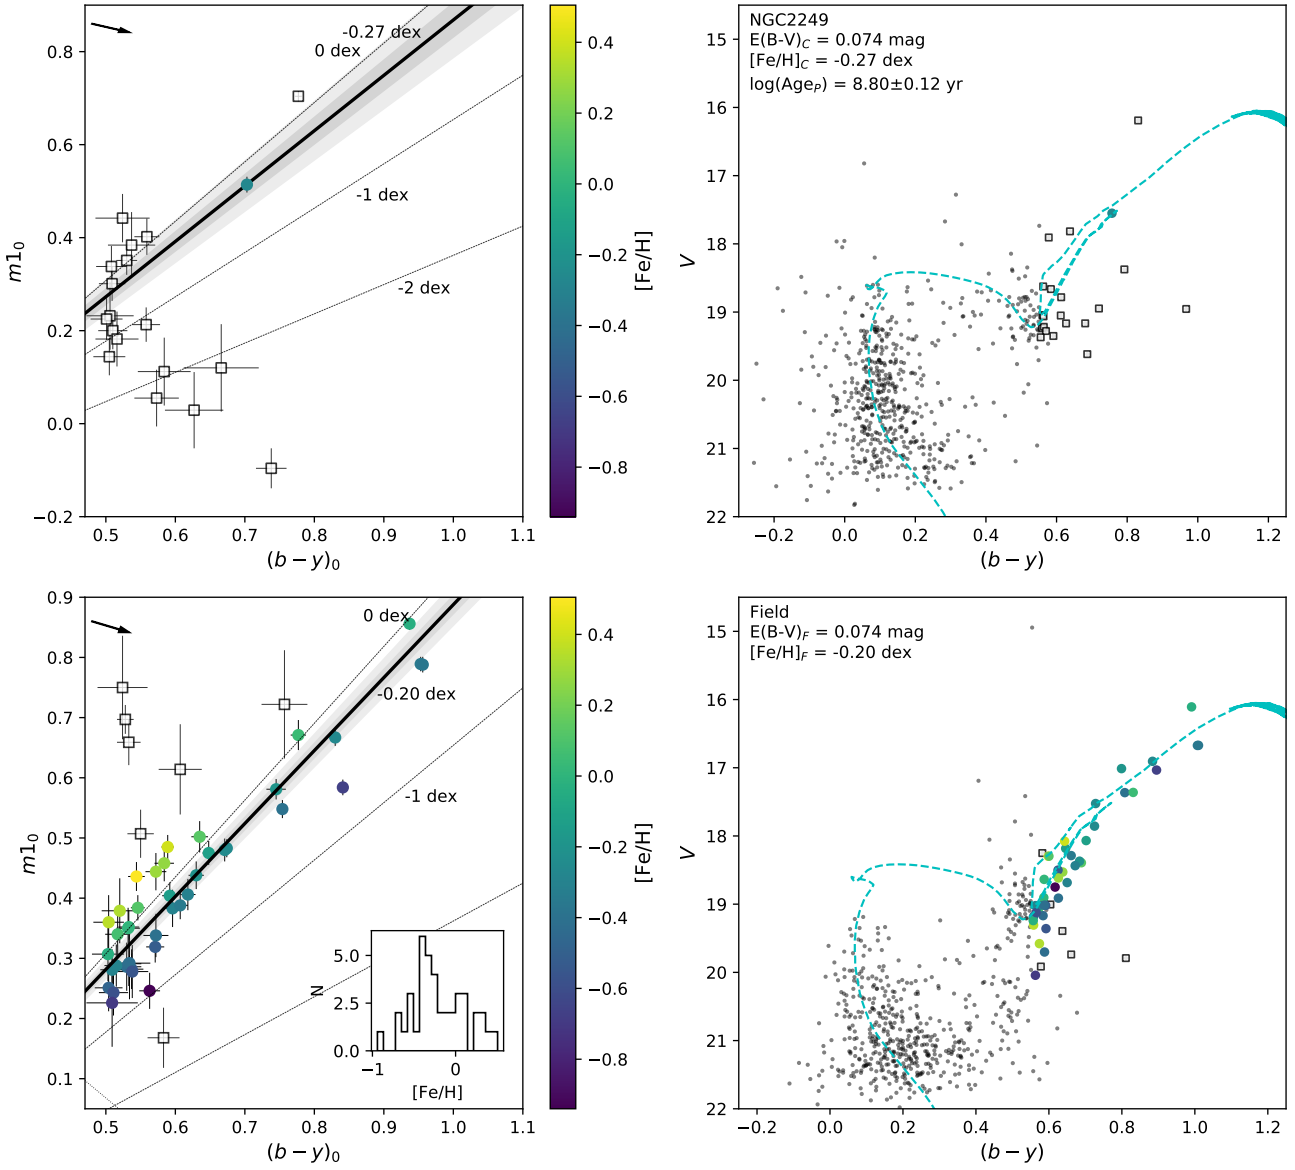 -0.27 dex
0 dex
-1 dex
-2 dex
0.8
0.6
0.4
0.2
0.0
−0.2
m1₀
0.5 0.6 0.7 0.8 0.9 1.0 1.1
(b − y)₀
0.4
0.2
0.0
−0.2
−0.4
−0.6
−0.8
[Fe/H]
NGC2249
E(B-V)C = 0.074 mag
[Fe/H]C = -0.27 dex
log(AgeP) = 8.80±0.12 yr
15
16
17
18
19
20
21
22
V
−0.2 0.0 0.2 0.4 0.6 0.8 1.0 1.2
(b − y)
0 dex
-0.20 dex
-1 dex
0.9
0.8
0.7
0.6
0.5
0.4
0.3
0.2
0.1
m1₀
0.5 0.6 0.7 0.8 0.9 1.0 1.1
(b − y)₀
5.0
2.5
0.0
N
−1 0
[Fe/H]
0.4
0.2
0.0
−0.2
−0.4
−0.6
−0.8
[Fe/H]
Field
E(B-V)F = 0.074 mag
[Fe/H]F = -0.20 dex
15
16
17
18
19
20
21
22
V
−0.2 0.0 0.2 0.4 0.6 0.8 1.0 1.2
(b − y)